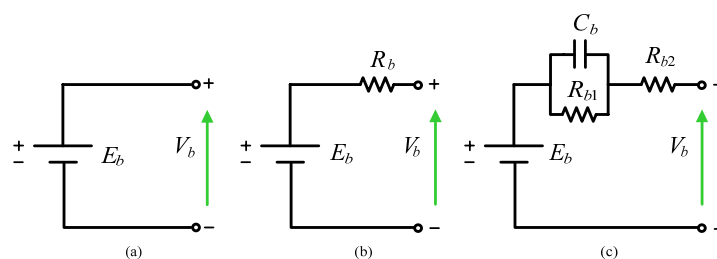 +
−
E_b
V_b
+
−
(a)
+
−
E_b
R_b
V_b
+
−
(b)
+
−
E_b
C_b
R_b1
R_b2
V_b
-
-
(c)